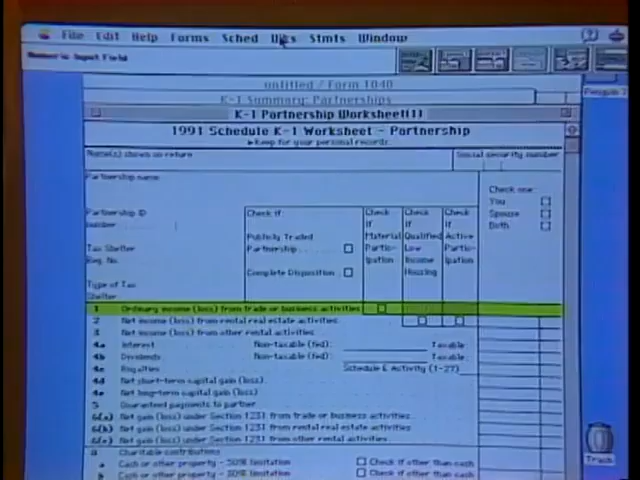 File Edit Help Forms Sched Wks Stmts Window
Numeric Input Field
untitled / Form 1040
K-1 Summary: Partnerships
K-1 Partnership Worksheet(1)
1991 Schedule K-1 Worksheet - Partnership
▶Keep for your personal records.
Name(s) shown on return
Social security number
Partnership name
Check one:
You
Spouse
Both
Partnership ID
number
Tax Shelter
Reg. No.
Type of Tax
Shelter
Check if:
Publicly Traded
Partnership
Complete Disposition
Check
if
Material
Partic-
ipation
Check
if
Qualified
Low
Income
Housing
Check
if
Active
Partic-
ipation
1 Ordinary income (loss) from trade or business activities
2 Net income (loss) from rental real estate activities
3 Net income (loss) from other rental activities
4a Interest Non-taxable (fed): Taxable:
4b Dividends Non-taxable (fed): Taxable:
4c Royalties Schedule E Activity (1-27)
4d Net short-term capital gain (loss)
4e Net long-term capital gain (loss)
5 Guaranteed payments to partner
6(a) Net gain (loss) under Section 1231 from trade or business activities
6(b) Net gain (loss) under Section 1231 from rental real estate activities
6(c) Net gain (loss) under Section 1231 from other rental activities
8 Charitable contributions
a Cash or other property - 50% limitation Check if other than cash
b Cash or other property - 30% limitation Check if other than cash
Trash